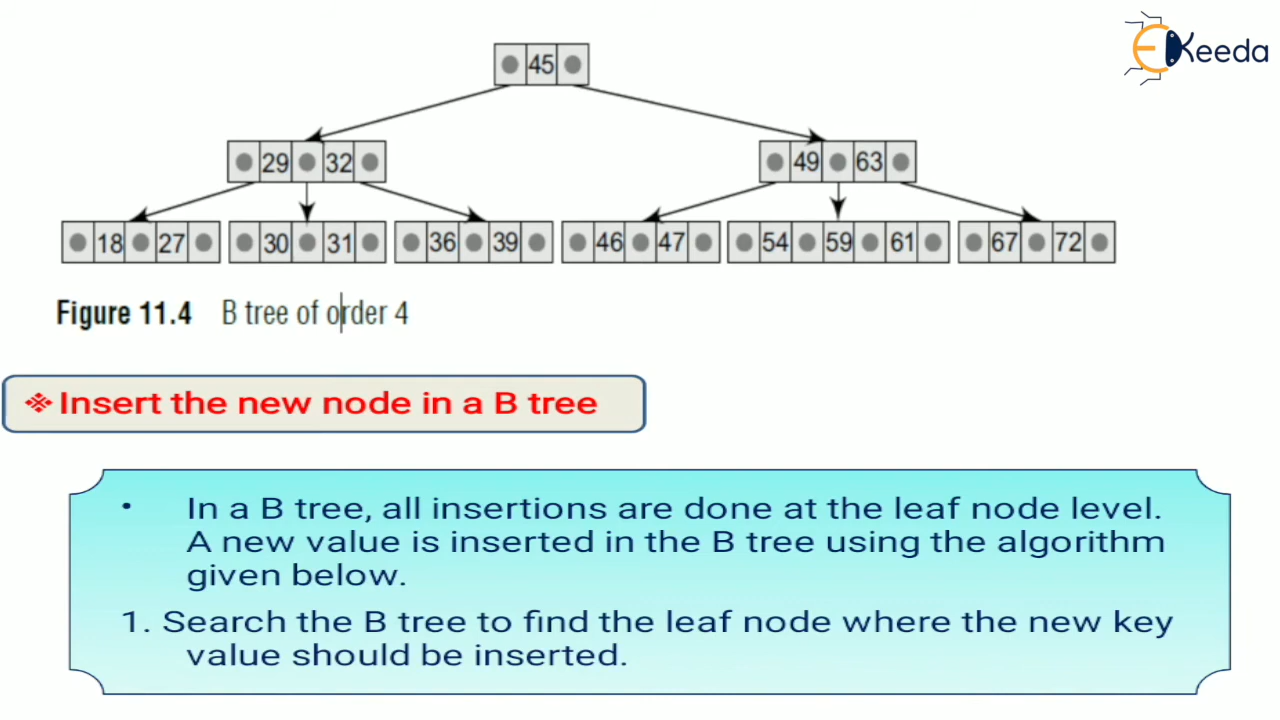 EKeeda
45
29 32
49 63
18 27
30 31
36 39
46 47
54 59 61
67 72
Figure 11.4 B tree of order 4
❖ Insert the new node in a B tree
• In a B tree, all insertions are done at the leaf node level.
A new value is inserted in the B tree using the algorithm
given below.
1. Search the B tree to find the leaf node where the new key
value should be inserted.